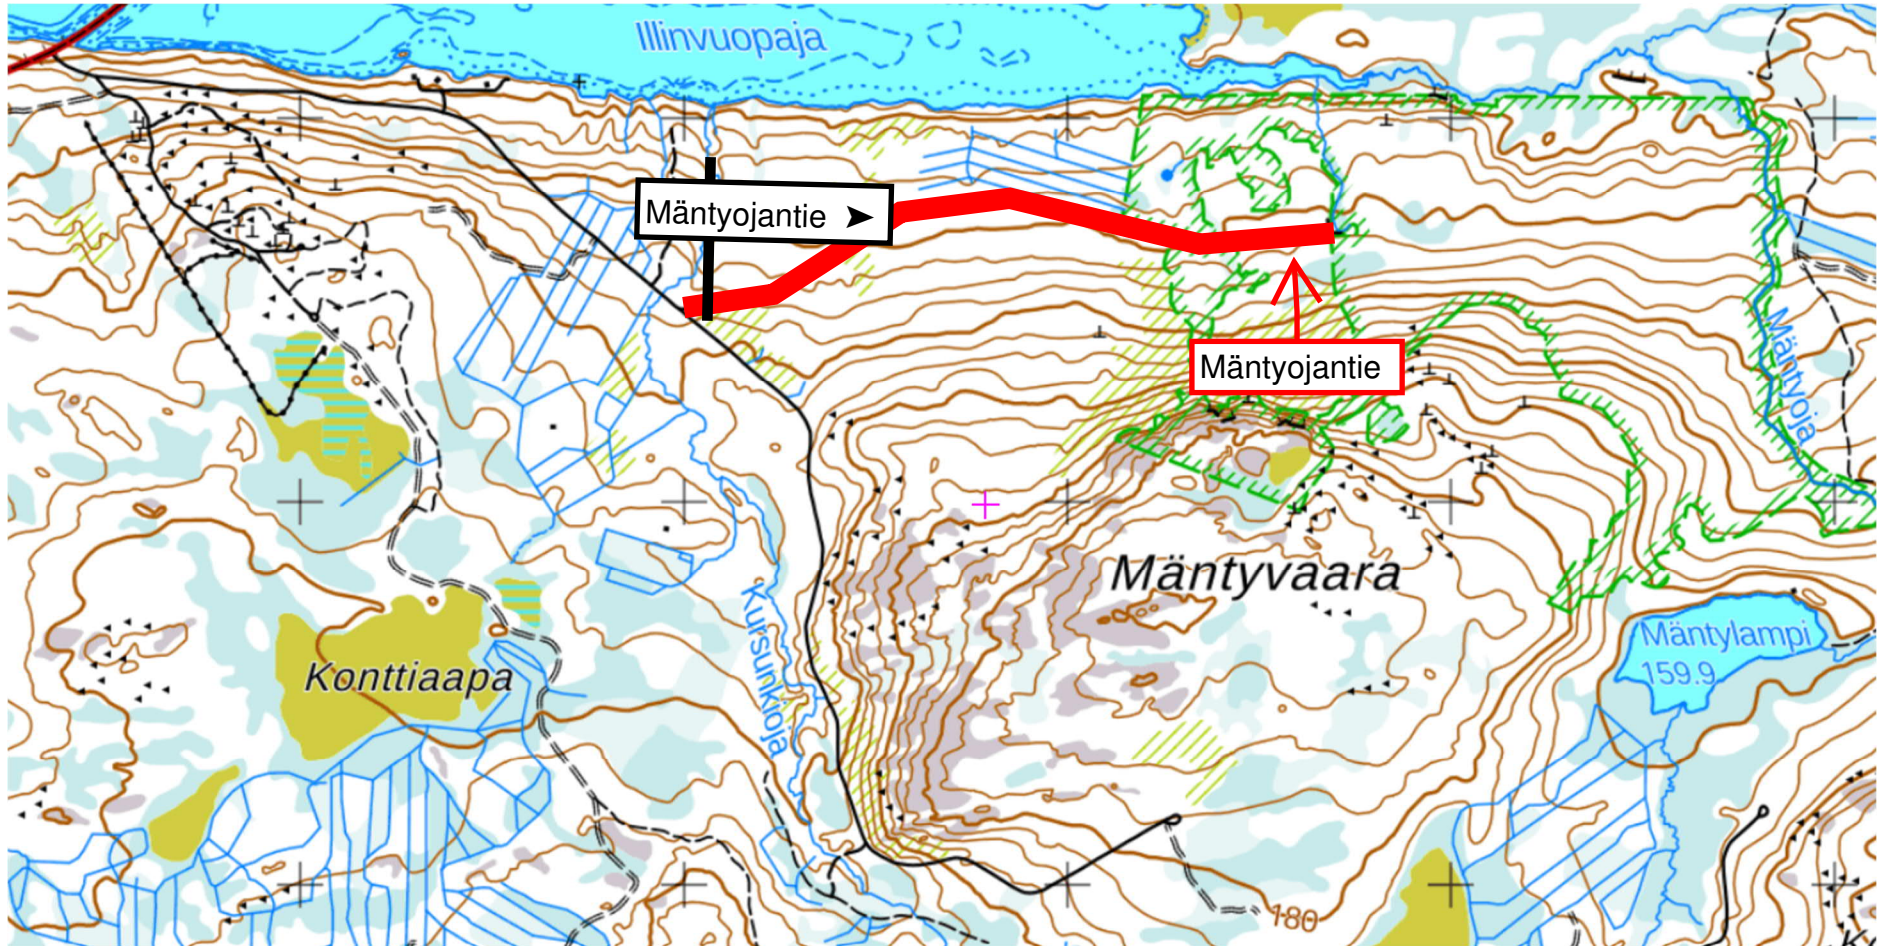 Illinvuopaja
Mäntyojantie ➤
Mäntyojantie
Mäntyoja
Mäntyvaara
Kursunkioja
Mäntylampi
159.9
Konttiaapa
180